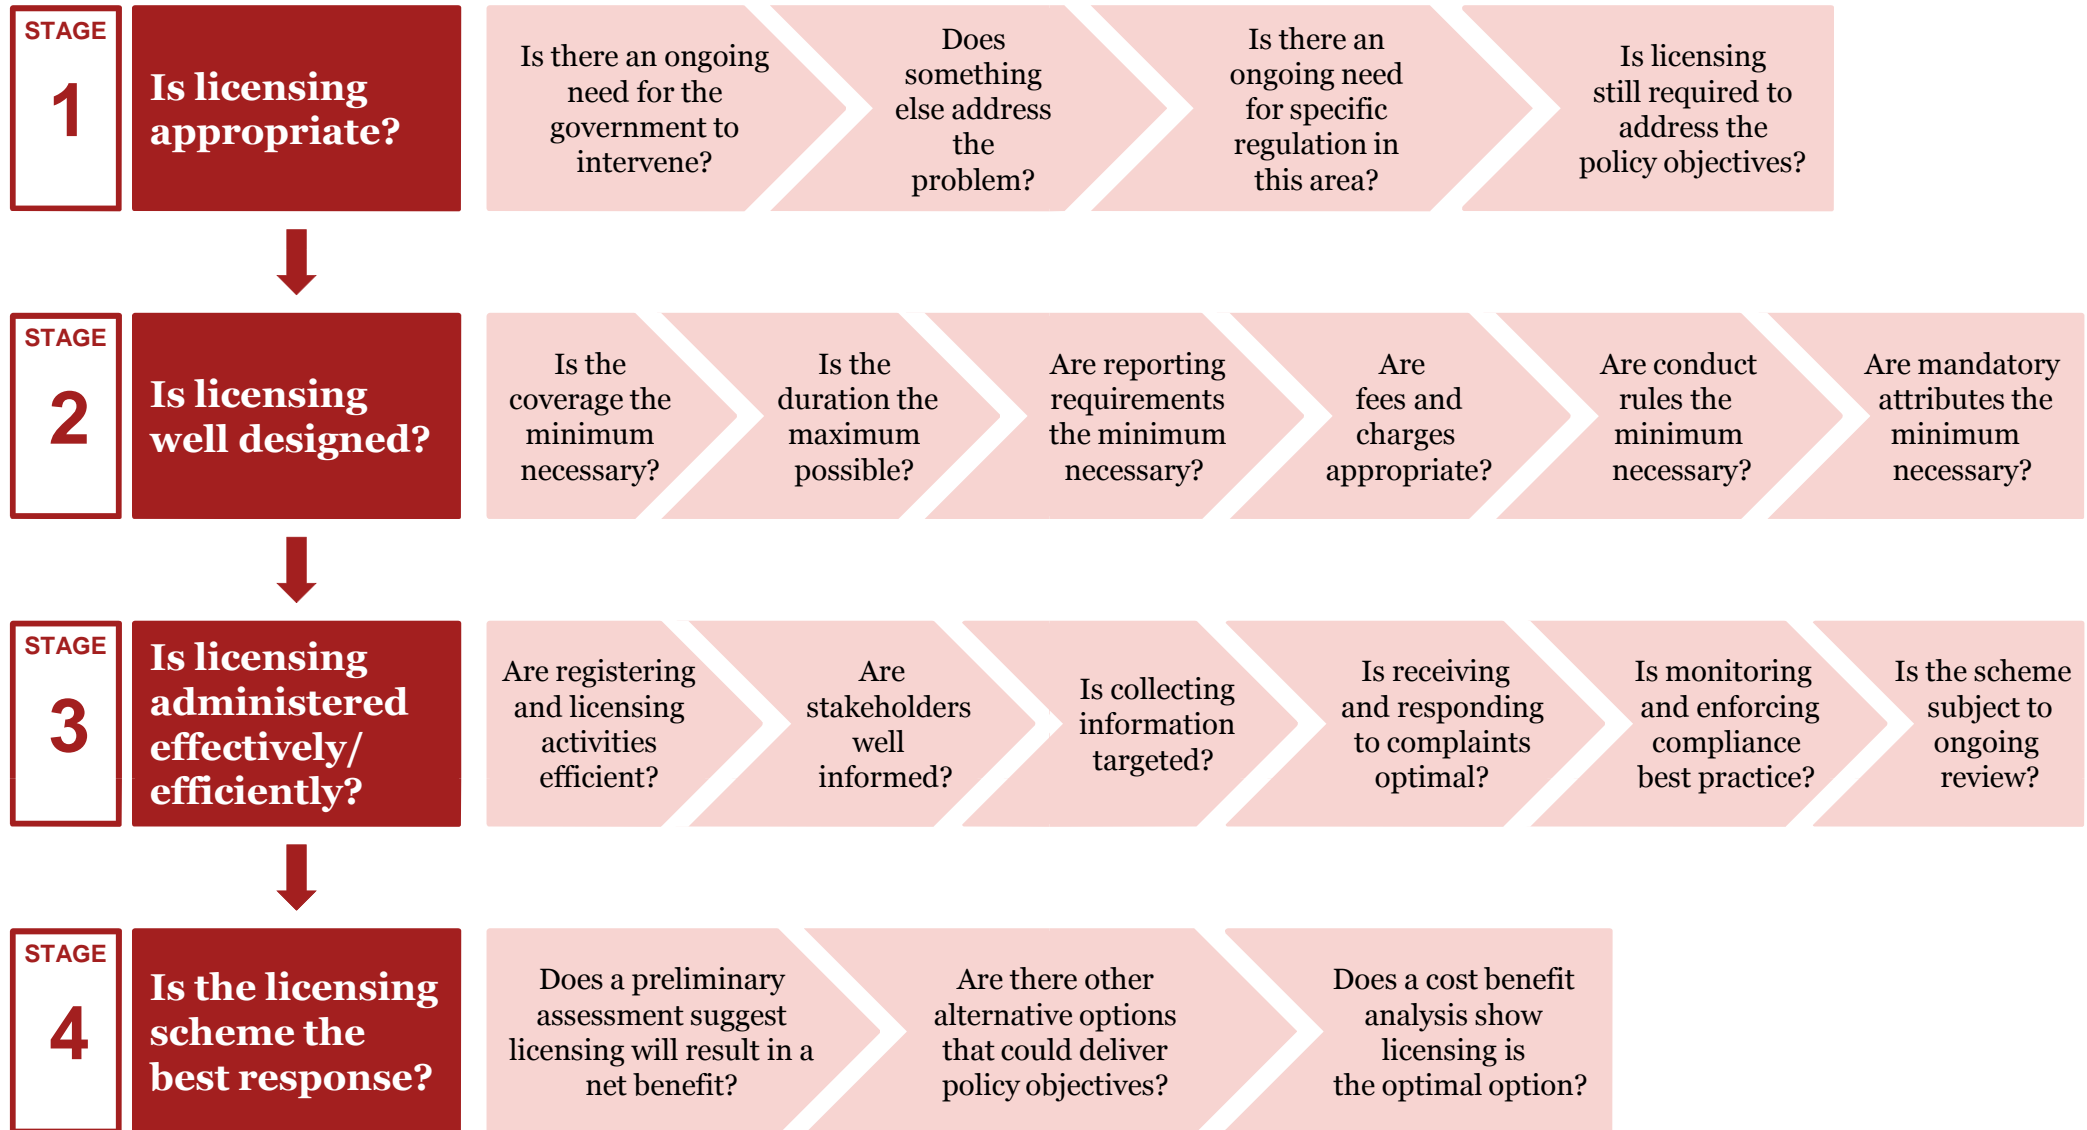 STAGE
1
Is licensing
appropriate?
Is there an ongoing
need for the
government to
intervene?
Does
something
else address
the
problem?
Is there an
ongoing need
for specific
regulation in
this area?
Is licensing
still required to
address the
policy objectives?
STAGE
2
Is licensing
well designed?
Is the
coverage the
minimum
necessary?
Is the
duration the
maximum
possible?
Are reporting
requirements
the minimum
necessary?
Are
fees and
charges
appropriate?
Are conduct
rules the
minimum
necessary?
Are mandatory
attributes the
minimum
necessary?
STAGE
3
Is licensing
administered
effectively/
efficiently?
Are registering
and licensing
activities
efficient?
Are
stakeholders
well
informed?
Is collecting
information
targeted?
Is receiving
and responding
to complaints
optimal?
Is monitoring
and enforcing
compliance
best practice?
Is the scheme
subject to
ongoing
review?
STAGE
4
Is the licensing
scheme the
best response?
Does a preliminary
assessment suggest
licensing will result in a
net benefit?
Are there other
alternative options
that could deliver
policy objectives?
Does a cost benefit
analysis show
licensing is
the optimal option?